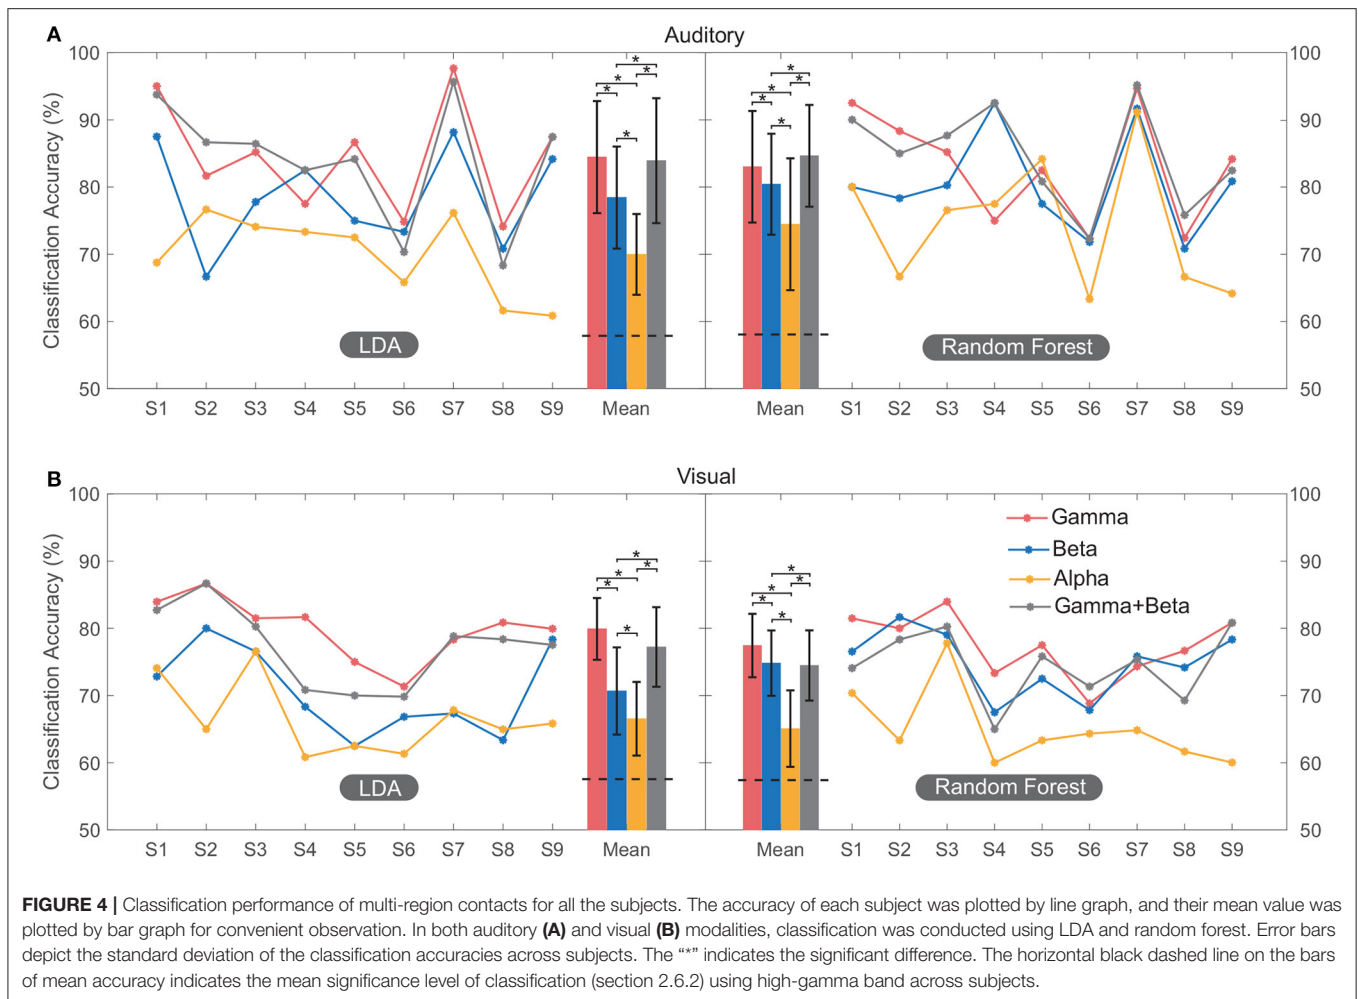 A
Auditory
Classification Accuracy (%)
100
90
80
70
60
50
100
90
80
70
60
50
* * * * *
* * * * *
LDA
Random Forest
S1 S2 S3 S4 S5 S6 S7 S8 S9 Mean
Mean S1 S2 S3 S4 S5 S6 S7 S8 S9
B
Visual
Classification Accuracy (%)
100
90
80
70
60
50
100
90
80
70
60
50
* * * * *
* * * * *
Gamma
Beta
Alpha
Gamma+Beta
LDA
Random Forest
S1 S2 S3 S4 S5 S6 S7 S8 S9 Mean
Mean S1 S2 S3 S4 S5 S6 S7 S8 S9
FIGURE 4 | Classification performance of multi-region contacts for all the subjects. The accuracy of each subject was plotted by line graph, and their mean value was
plotted by bar graph for convenient observation. In both auditory (A) and visual (B) modalities, classification was conducted using LDA and random forest. Error bars
depict the standard deviation of the classification accuracies across subjects. The “*” indicates the significant difference. The horizontal black dashed line on the bars
of mean accuracy indicates the mean significance level of classification (section 2.6.2) using high-gamma band across subjects.